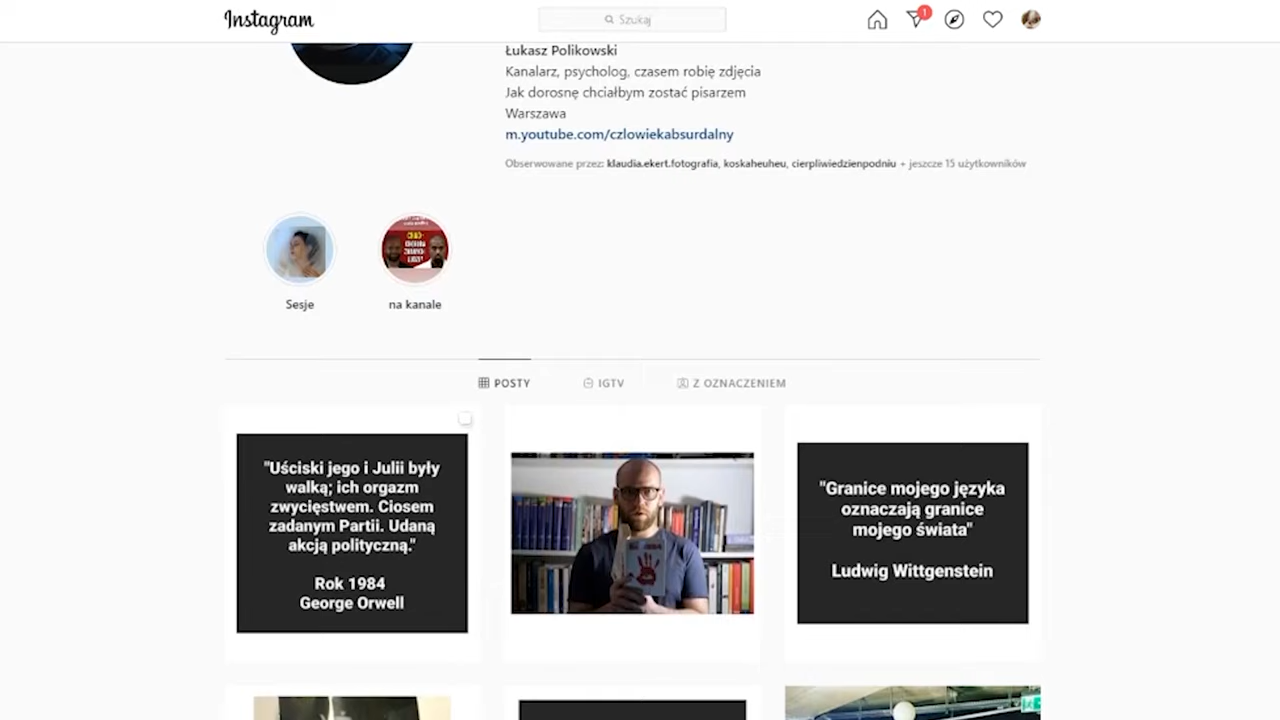 Instagram
Szukaj
1
Łukasz Polikowski
Kanalarz, psycholog, czasem robię zdjęcia
Jak dorosnę chciałbym zostać pisarzem
Warszawa
m.youtube.com/czlowiekabsurdalny
Obserwowane przez: klaudia.ekert.fotografia, koskaheuheu, cierpliwiedzienpodniu + jeszcze 15 użytkowników
Sesje
na kanale
POSTY
IGTV
Z OZNACZENIEM
"Uściski jego i Julii były
walką; ich orgazm
zwycięstwem. Ciosem
zadanym Partii. Udaną
akcją polityczną."
Rok 1984
George Orwell
"Granice mojego języka
oznaczają granice
mojego świata"
Ludwig Wittgenstein